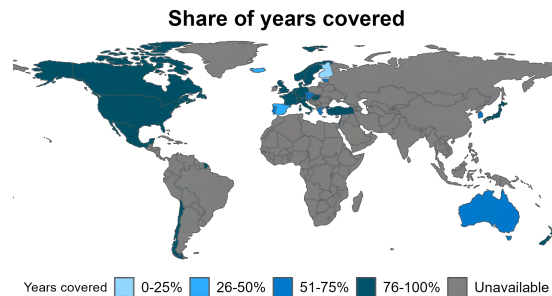 Share of years covered
Years covered 0-25% 26-50% 51-75% 76-100% Unavailable